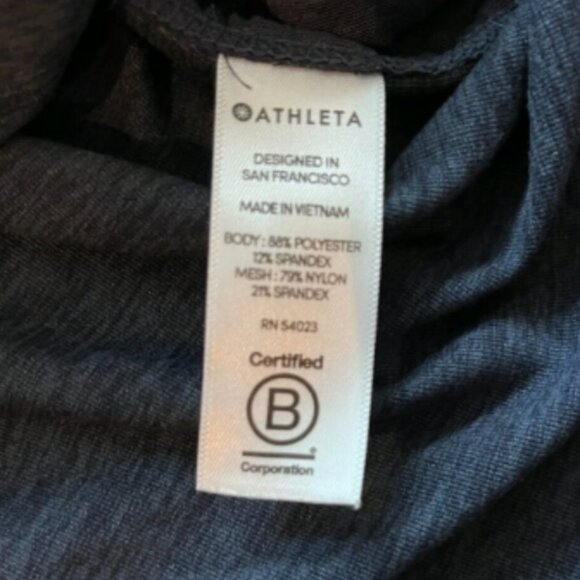 ATHLETA
DESIGNED IN
SAN FRANCISCO
MADE IN VIETNAM
BODY : 88% POLYESTER
12% SPANDEX
MESH : 79% NYLON
21% SPANDEX
RN 54023
Certified
B
Corporation